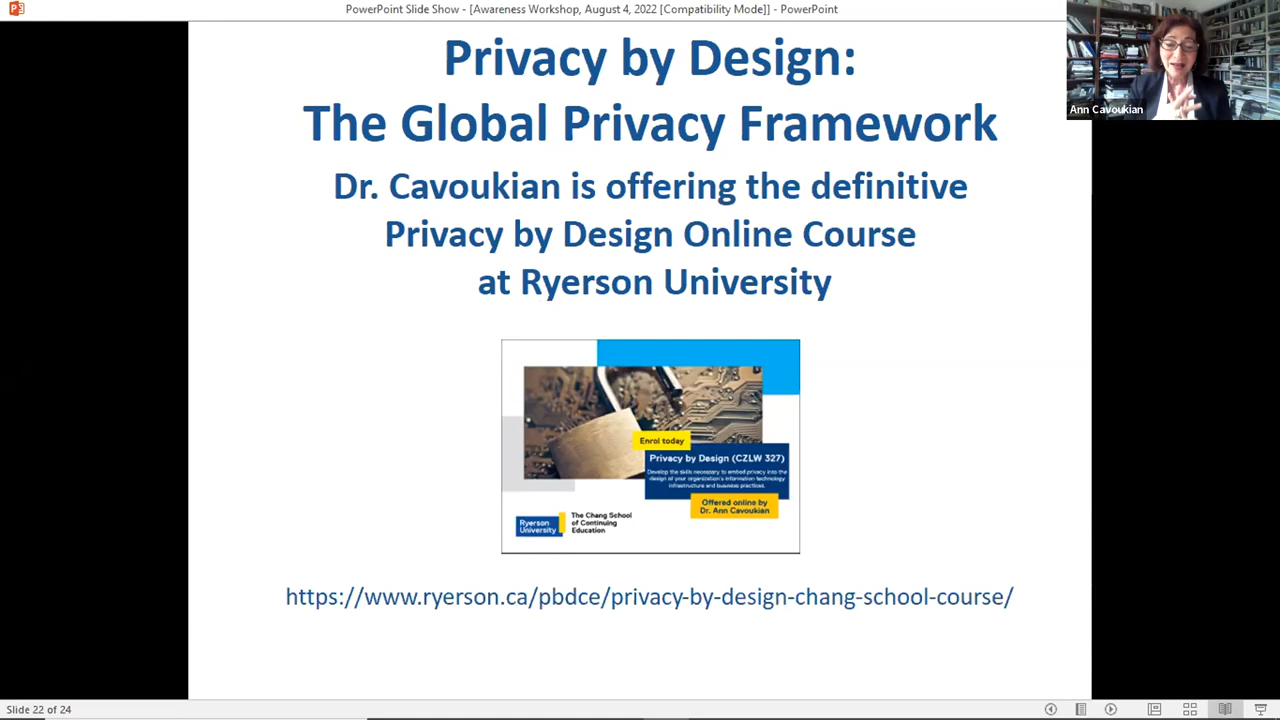 PowerPoint Slide Show - [Awareness Workshop, August 4, 2022 [Compatibility Mode]] - PowerPoint
Ann Cavoukian
Privacy by Design:
The Global Privacy Framework
Dr. Cavoukian is offering the definitive
Privacy by Design Online Course
at Ryerson University
Enrol today
Privacy by Design (CZLW 327)
Develop the skills necessary to embed privacy into the
design of your organization's information technology
infrastructure and business practices.
Offered online by
Dr. Ann Cavoukian
Ryerson
University
The Chang School
of Continuing
Education
https://www.ryerson.ca/pbdce/privacy-by-design-chang-school-course/
Slide 22 of 24